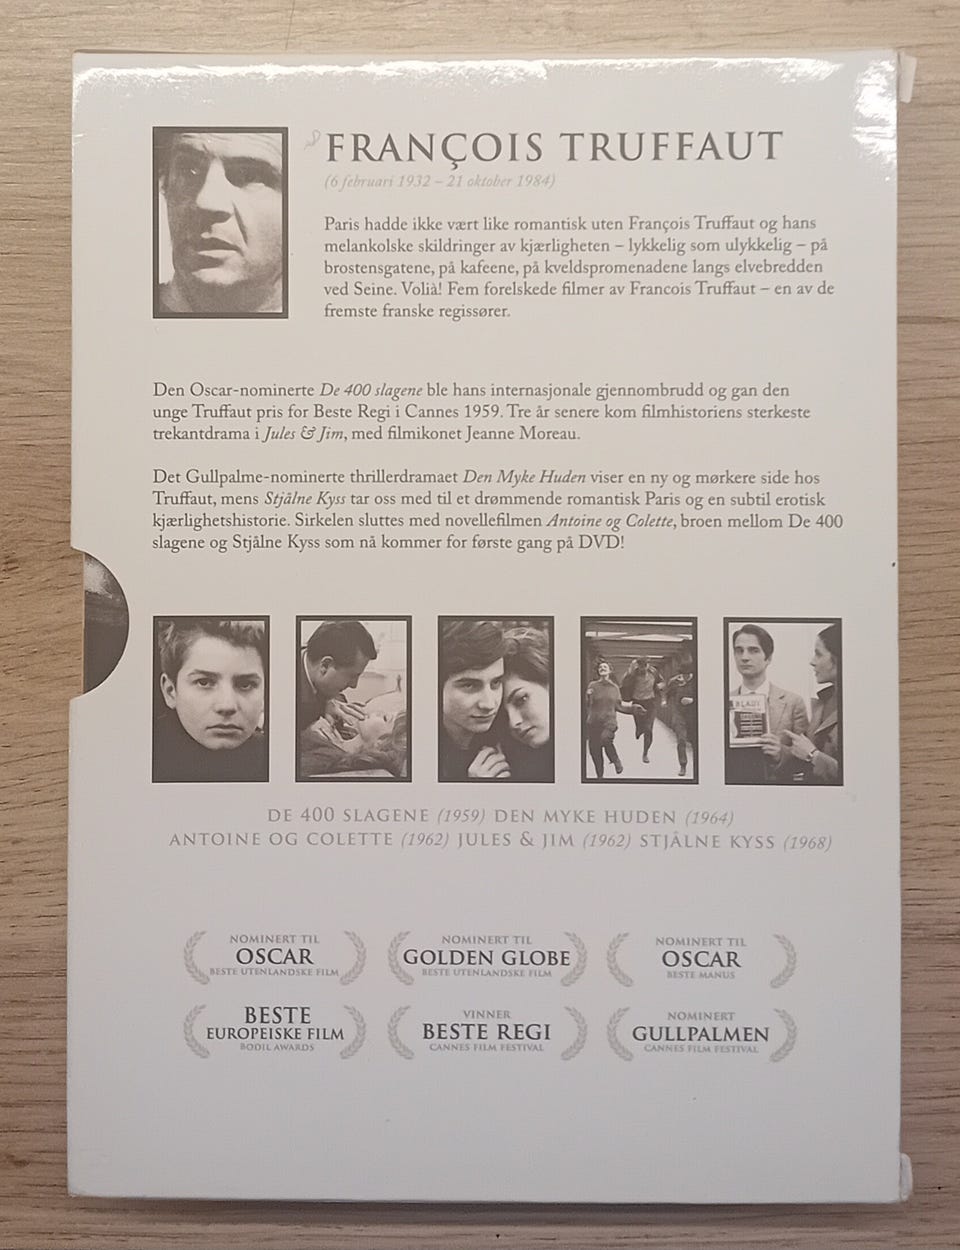 FRANÇOIS TRUFFAUT
(6 februari 1932 – 21 oktober 1984)
Paris hadde ikke vært like romantisk uten François Truffaut og hans
melankolske skildringer av kjærligheten – lykkelig som ulykkelig – på
brostensgatene, på kafeene, på kveldspromenadene langs elvebredden
ved Seine. Volià! Fem forelskede filmer av Francois Truffaut – en av de
fremste franske regissører.
Den Oscar-nominerte De 400 slagene ble hans internasjonale gjennombrudd og gan den
unge Truffaut pris for Beste Regi i Cannes 1959. Tre år senere kom filmhistoriens sterkeste
trekantdrama i Jules & Jim, med filmikonet Jeanne Moreau.
Det Gullpalme-nominerte thrillerdramaet Den Myke Huden viser en ny og mørkere side hos
Truffaut, mens Stjålne Kyss tar oss med til et drømmende romantisk Paris og en subtil erotisk
kjærlighetshistorie. Sirkelen sluttes med novellefilmen Antoine og Colette, broen mellom De 400
slagene og Stjålne Kyss som nå kommer for første gang på DVD!
BLADY
DE 400 SLAGENE (1959) DEN MYKE HUDEN (1964)
ANTOINE OG COLETTE (1962) JULES & JIM (1962) STJÅLNE KYSS (1968)
NOMINERT TIL
OSCAR
BESTE UTENLANDSKE FILM
NOMINERT TIL
GOLDEN GLOBE
BESTE UTENLANDSKE FILM
NOMINERT TIL
OSCAR
BESTE MANUS
BESTE
EUROPEISKE FILM
BODIL AWARDS
VINNER
BESTE REGI
CANNES FILM FESTIVAL
NOMINERT
GULLPALMEN
CANNES FILM FESTIVAL